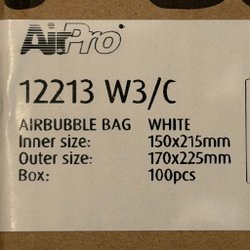 AirPro
12213 W3/C
AIRBUBBLE BAG WHITE
Inner size: 150x215mm
Outer size: 170x225mm
Box: 100pcs